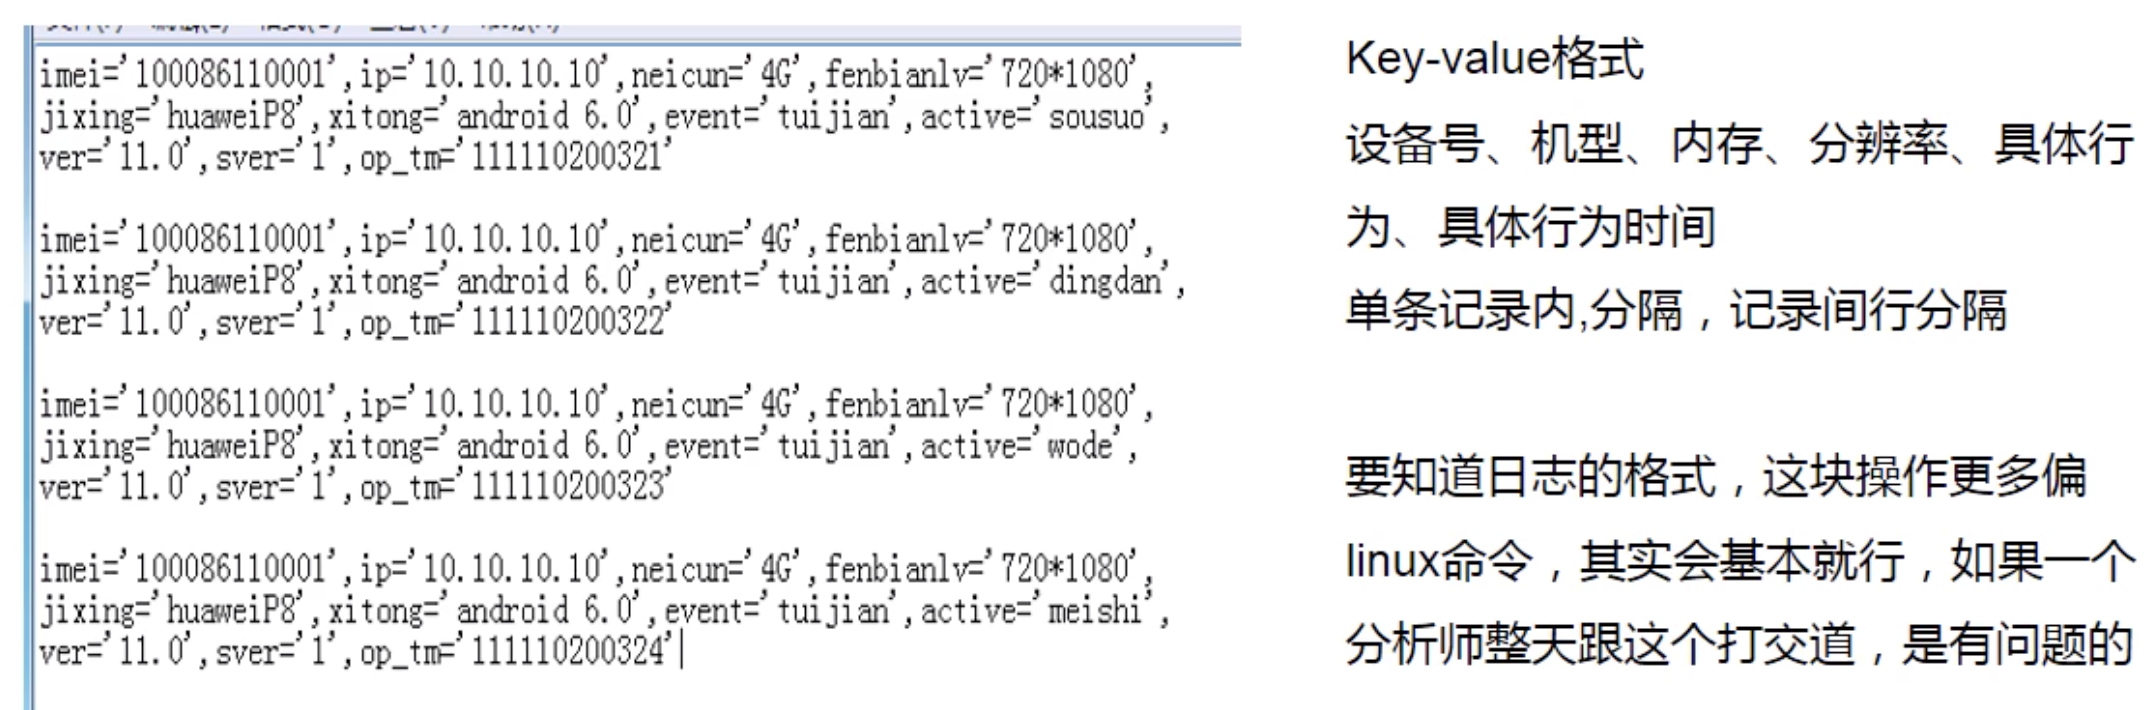 imei='100086110001',ip='10.10.10.10',neicun='4G',fenbianlv='720*1080',
jixing='huaweiP8',xitong='android 6.0',event='tuijian',active='sousuo',
ver='11.0',sver='1',op_tm='111110200321'
imei='100086110001',ip='10.10.10.10',neicun='4G',fenbianlv='720*1080',
jixing='huaweiP8',xitong='android 6.0',event='tuijian',active='dingdan',
ver='11.0',sver='1',op_tm='111110200322'
imei='100086110001',ip='10.10.10.10',neicun='4G',fenbianlv='720*1080',
jixing='huaweiP8',xitong='android 6.0',event='tuijian',active='wode',
ver='11.0',sver='1',op_tm='111110200323'
imei='100086110001',ip='10.10.10.10',neicun='4G',fenbianlv='720*1080',
jixing='huaweiP8',xitong='android 6.0',event='tuijian',active='meishi',
ver='11.0',sver='1',op_tm='111110200324'
Key-value格式
设备号、机型、内存、分辨率、具体行
为、具体行为时间
单条记录内,分隔，记录间行分隔
要知道日志的格式，这块操作更多偏
linux命令，其实会基本就行，如果一个
分析师整天跟这个打交道，是有问题的